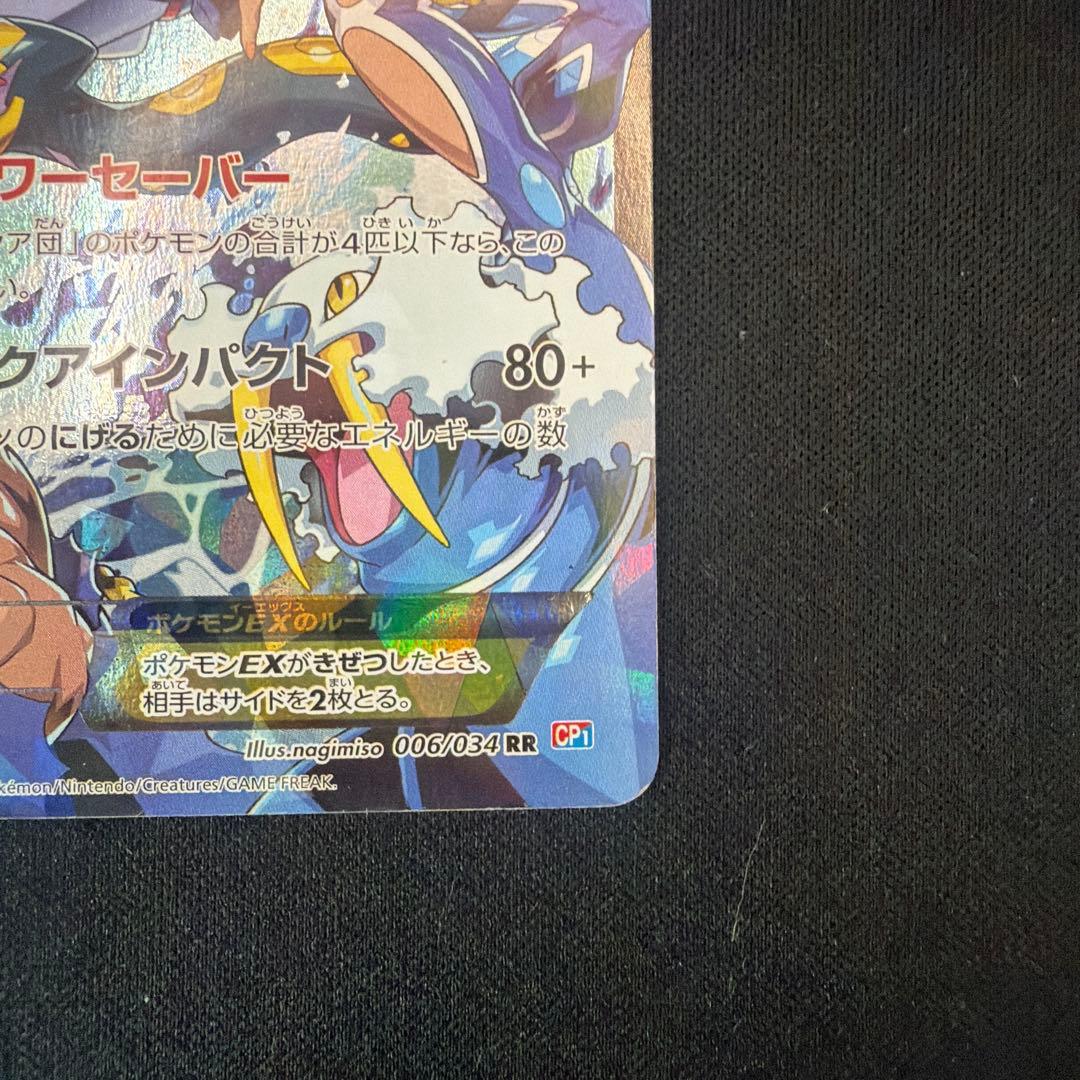 ワーセーバー
ア団」のポケモンの合計が4匹以下なら、この
い。
クアインパクト 80+
ンのにげるために必要なエネルギーの数
ポケモンEXのルール
ポケモンEXがきぜつしたとき、
相手はサイドを2枚とる。
Illus.nagimiso 006/034 RR CP1
kémon/Nintendo/Creatures/GAME FREAK.